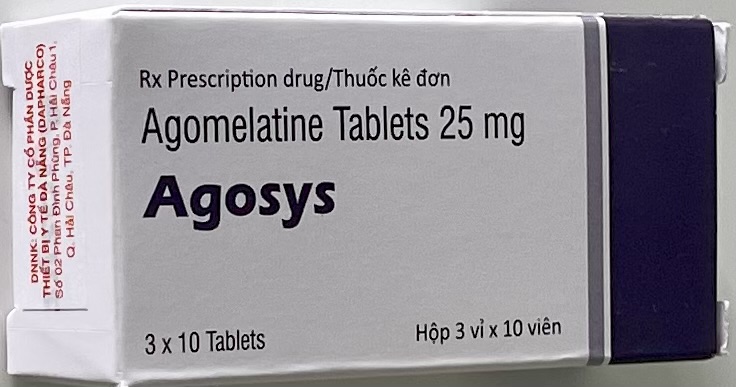 Rx Prescription drug/Thuốc kê đơn
Agomelatine Tablets 25 mg
Agosys
3 x 10 Tablets
Hộp 3 vỉ x 10 viên
DNNK: CÔNG TY CỔ PHẦN DƯỢC
THIẾT BỊ Y TẾ ĐÀ NẴNG (DAPHARCO)
Số 02 Phan Đình Phùng, P. Hải Châu 1,
Q. Hải Châu, TP. Đà Nẵng